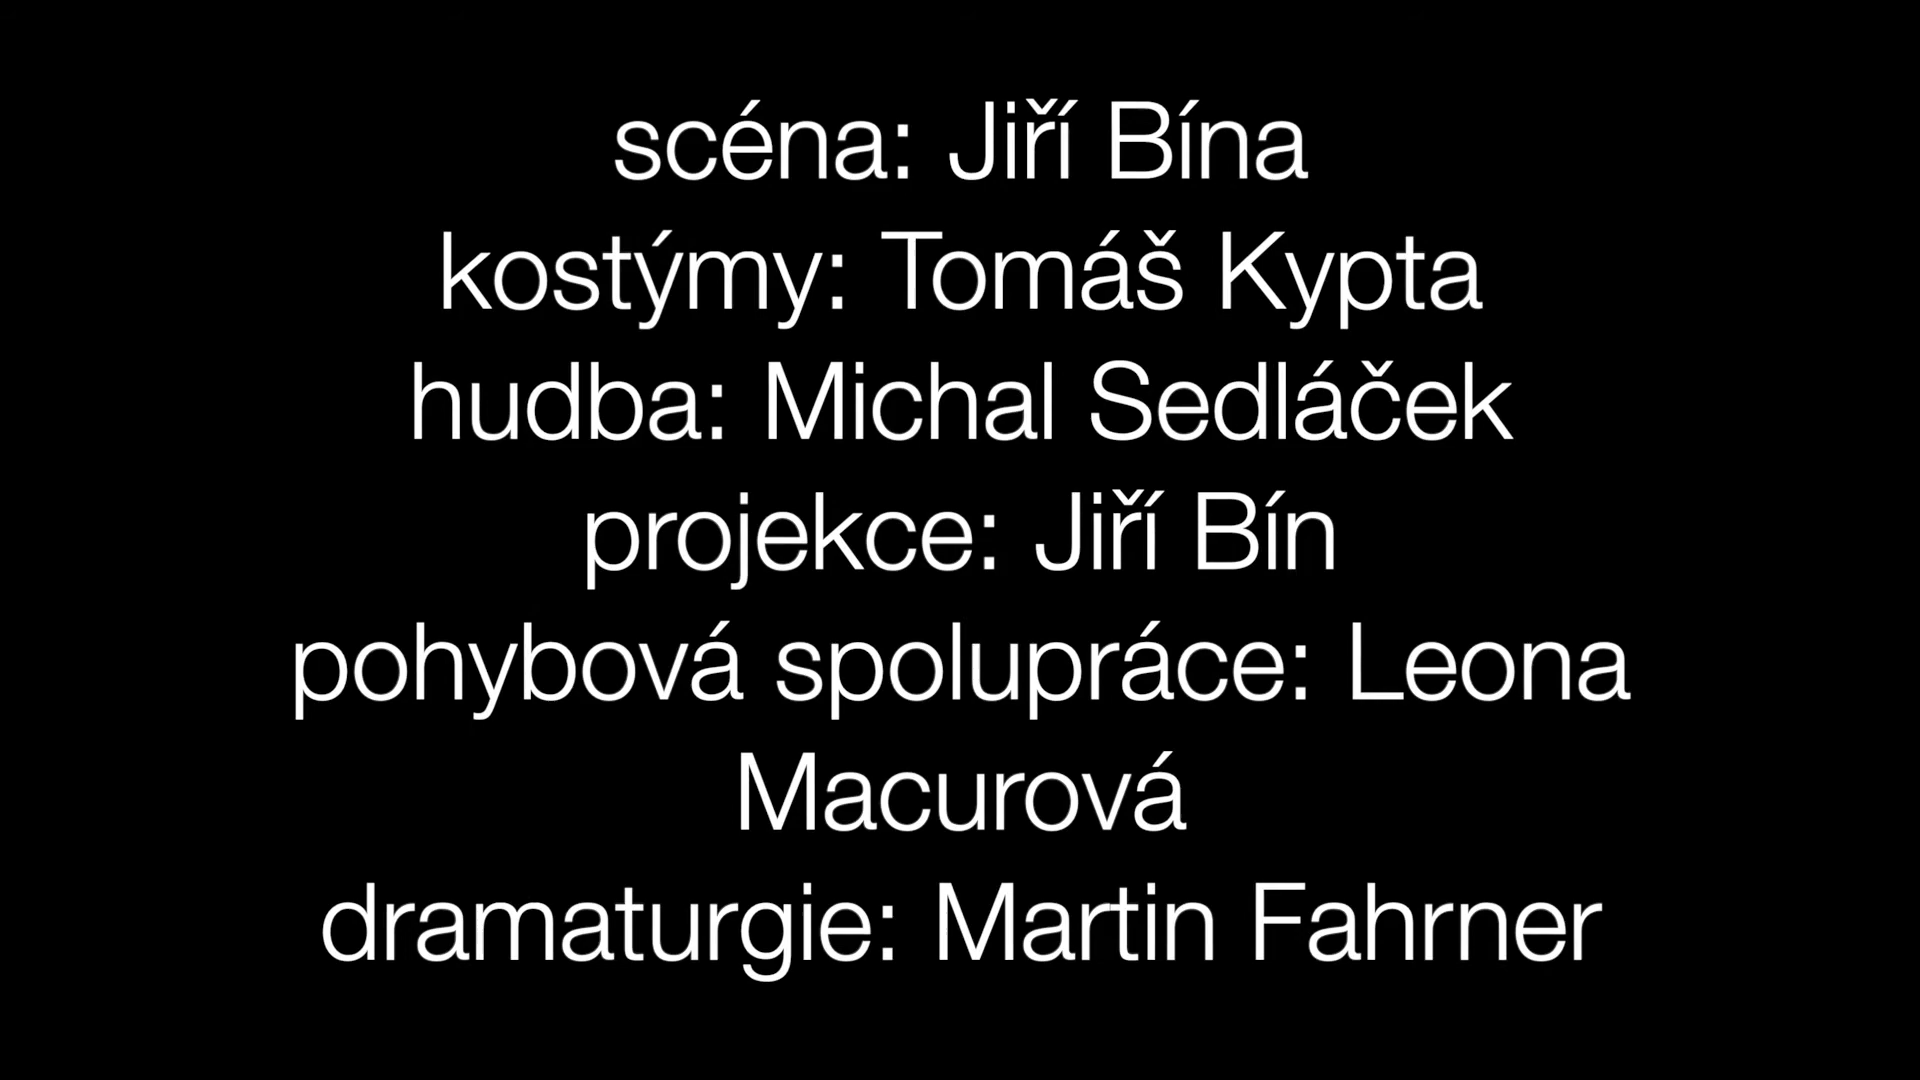 scéna: Jiří Bína
kostýmy: Tomáš Kypta
hudba: Michal Sedláček
projekce: Jiří Bín
pohybová spolupráce: Leona
Macurová
dramaturgie: Martin Fahrner